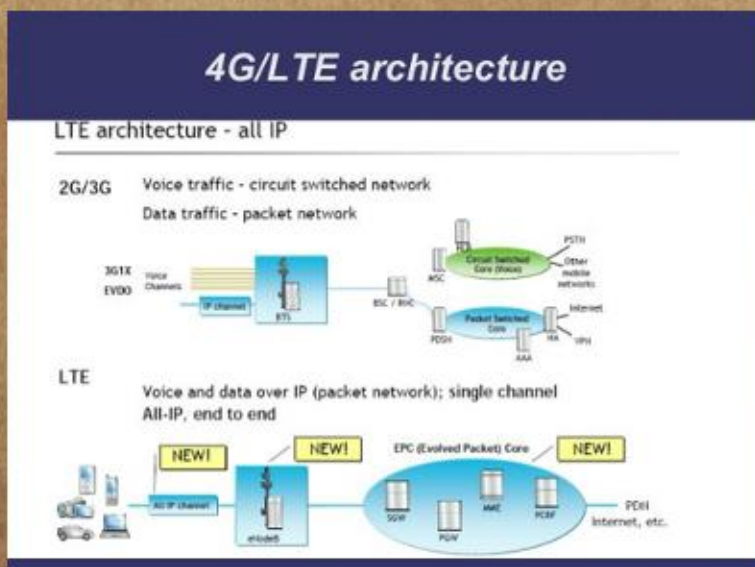 4G/LTE architecture
LTE architecture - all IP
2G/3G
Voice traffic - circuit switched network
Data traffic - packet network
3G1X
EVDO
Voice
Channels
IP channel
BTS
BSC / RNC
MSC
Circuit Switched
Core (Voice)
PSTN
Other
mobile
networks
PDSN
Packet Switched
Core
AAA
HA
Internet
VPN
LTE
Voice and data over IP (packet network); single channel
All-IP, end to end
NEW!
NEW!
EPC (Evolved Packet) Core
NEW!
All IP channel
eNodeB
SGW
PGW
MME
PCRF
PDN
Internet, etc.